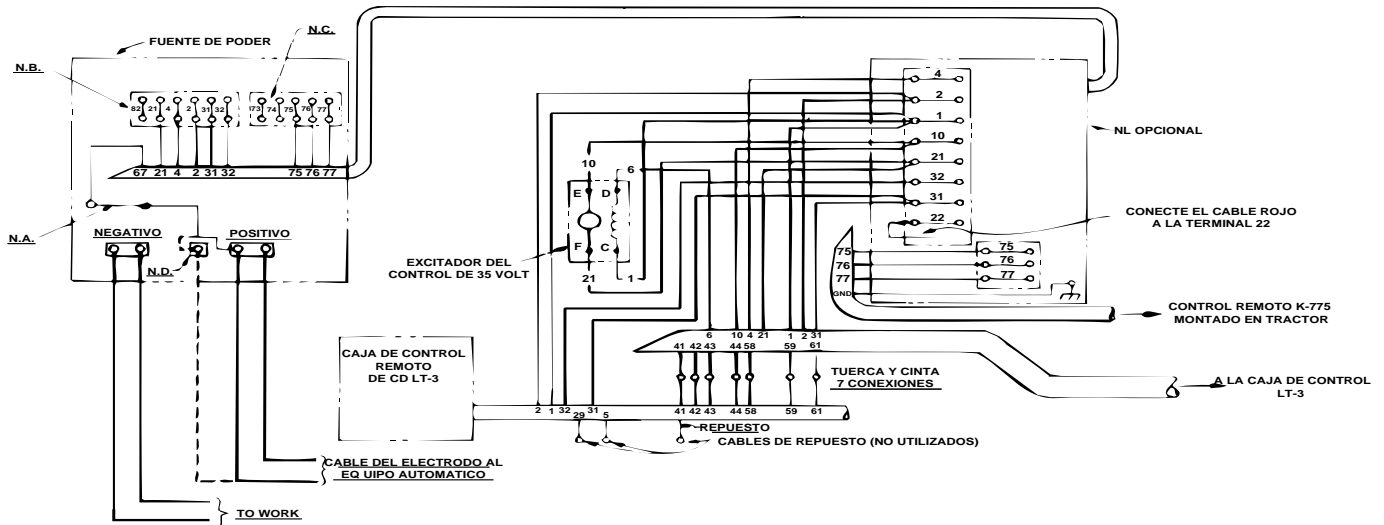 FUENTE DE PODER
N.C.
N.B.
82 21 4 2 31 32
73 74 75 76 77
67 21 4 2 31 32 75 76 77
N.A.
NEGATIVO
POSITIVO
N.D.
4
2
1
10
21
32
31
22
NL OPCIONAL
CONECTE EL CABLE ROJO
A LA TERMINAL 22
10
6
E D
F C
21 1
EXCITADOR DEL
CONTROL DE 35 VOLT
75 75
76 76
77 77
GND
CONTROL REMOTO K-775
MONTADO EN TRACTOR
6 10 4 21 1 2 31
41 42 43 44 58 59 61
CAJA DE CONTROL
REMOTO
DE CD LT-3
TUERCA Y CINTA
7 CONEXIONES
A LA CAJA DE CONTROL
LT-3
2 1 32 29 31 5 41 42 43 44 58 59 61
REPUESTO
CABLES DE REPUESTO (NO UTILIZADOS)
CABLE DEL ELECTRODO AL
EQ UIPO AUTOMATICO
TO WORK